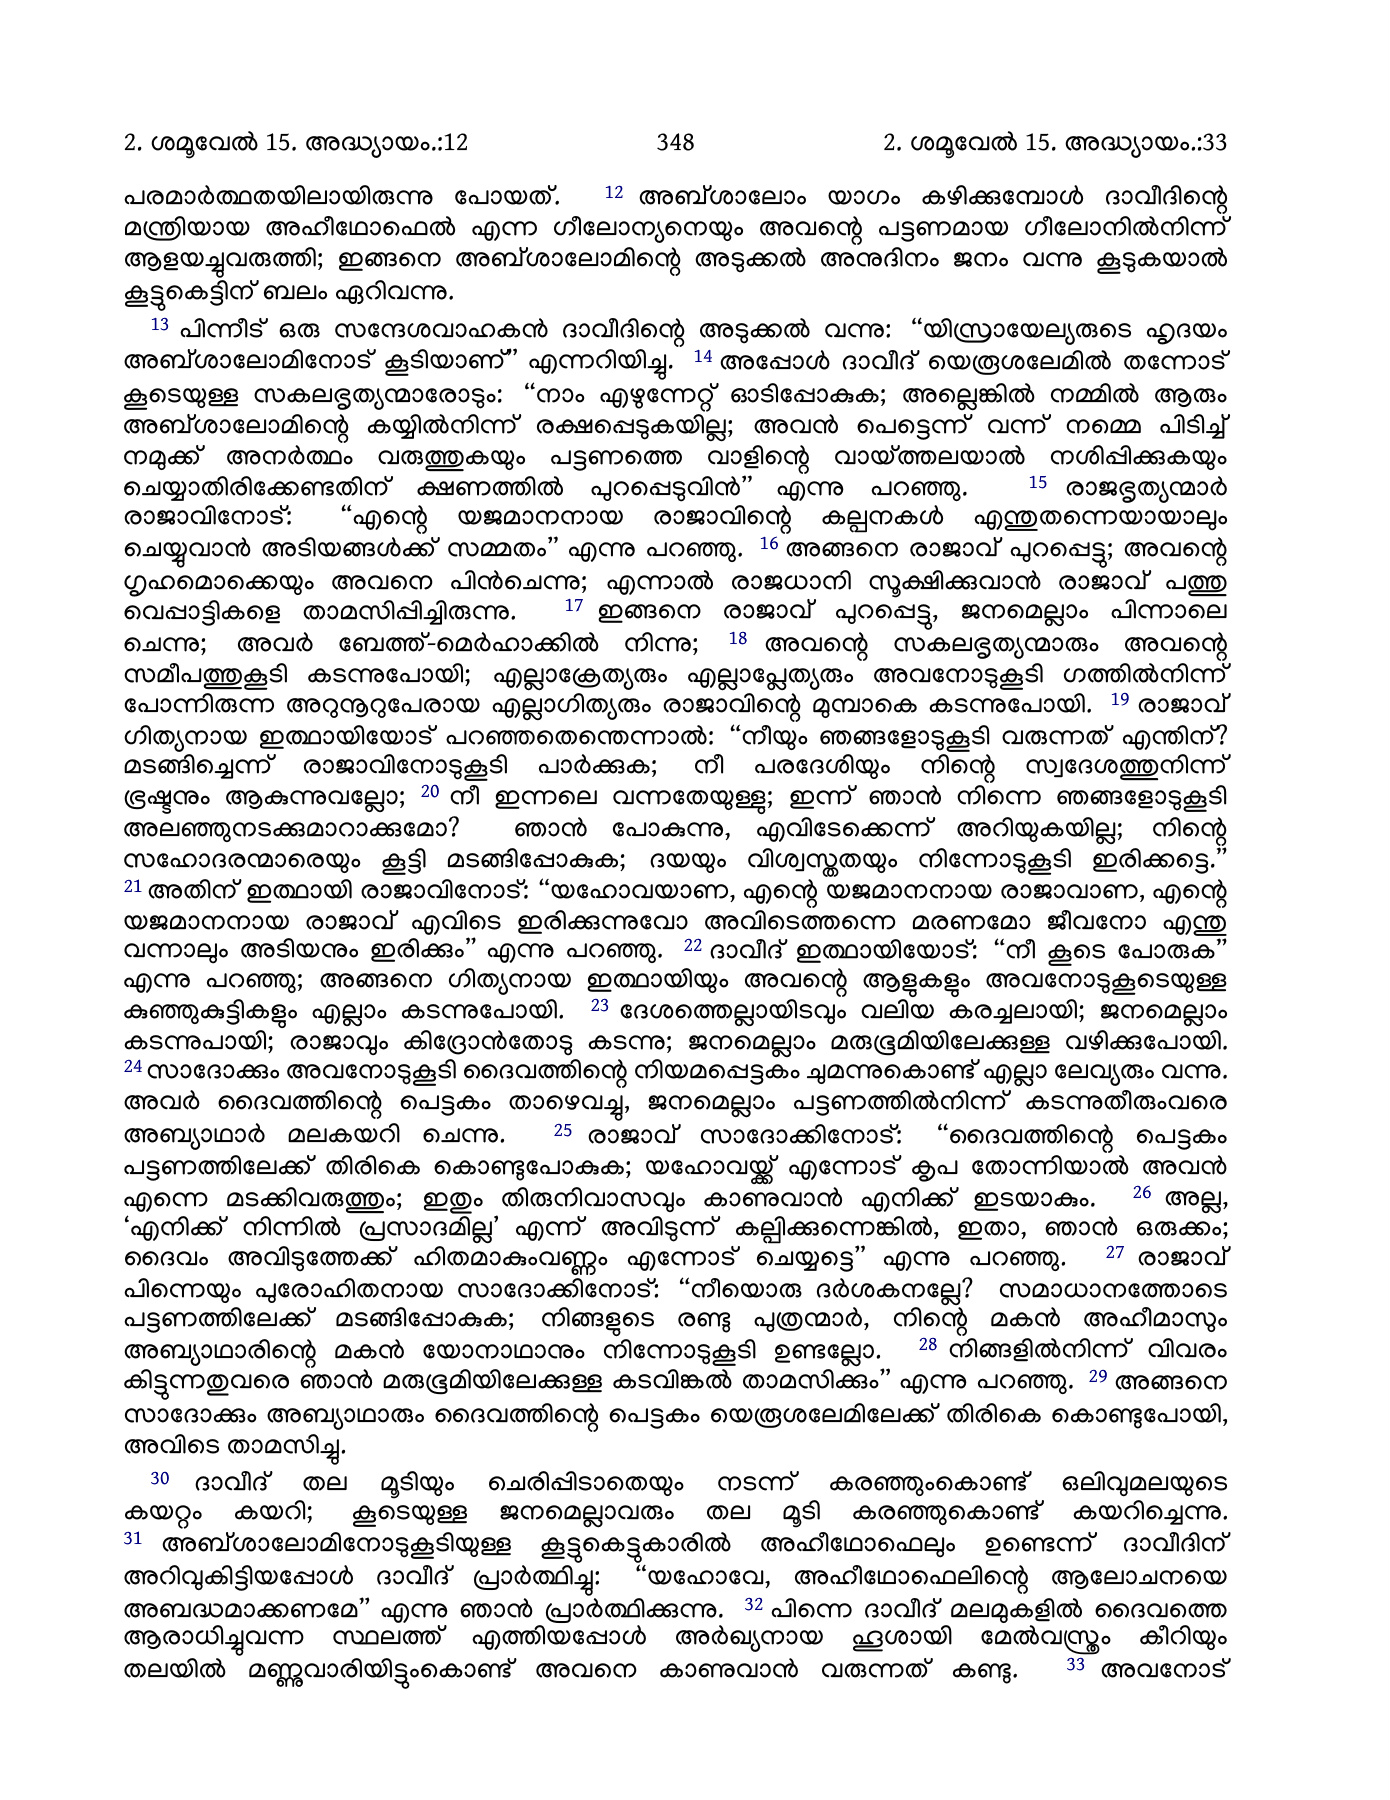 2. ശമൂവേൽ 15. അദ്ധ്യായം.:12 348 2. ശമൂവേൽ 15. അദ്ധ്യായം.:33
പരമാർത്ഥതയിലായിരുന്നു പോയത്. 12 അബ്ശാലോം യാഗം കഴിക്കുമ്പോൾ ദാവീദിന്റെ
മന്ത്രിയായ അഹീഥോഫെൽ എന്ന ഗീലോന്യനെയും അവന്റെ പട്ടണമായ ഗീലോനിൽനിന്ന്
ആളയച്ചുവരുത്തി; ഇങ്ങനെ അബ്ശാലോമിന്റെ അടുക്കൽ അനുദിനം ജനം വന്നു കൂടുകയാൽ
കൂട്ടുകെട്ടിന് ബലം ഏറിവന്നു.
13 പിന്നീട് ഒരു സന്ദേശവാഹകൻ ദാവീദിന്റെ അടുക്കൽ വന്നു: “യിസ്രായേല്യരുടെ ഹൃദയം
അബ്ശാലോമിനോട് കൂടിയാണ്” എന്നറിയിച്ചു. 14 അപ്പോൾ ദാവീദ് യെരൂശലേമിൽ തന്നോട്
കൂടെയുള്ള സകലഭൃത്യന്മാരോടും: “നാം എഴുന്നേറ്റ് ഓടിപ്പോകുക; അല്ലെങ്കിൽ നമ്മിൽ ആരും
അബ്ശാലോമിന്റെ കയ്യിൽനിന്ന് രക്ഷപ്പെടുകയില്ല; അവൻ പെട്ടെന്ന് വന്ന് നമ്മെ പിടിച്ച്
നമുക്ക് അനർത്ഥം വരുത്തുകയും പട്ടണത്തെ വാളിന്റെ വായ്ത്തലയാൽ നശിപ്പിക്കുകയും
ചെയ്യാതിരിക്കേണ്ടതിന് ക്ഷണത്തിൽ പുറപ്പെടുവിൻ” എന്നു പറഞ്ഞു. 15 രാജഭൃത്യന്മാർ
രാജാവിനോട്: “എന്റെ യജമാനനായ രാജാവിന്റെ കല്പനകൾ എന്തുതന്നെയായാലും
ചെയ്യുവാൻ അടിയങ്ങൾക്ക് സമ്മതം” എന്നു പറഞ്ഞു. 16 അങ്ങനെ രാജാവ് പുറപ്പെട്ടു; അവന്റെ
ഗൃഹമൊക്കെയും അവനെ പിൻചെന്നു; എന്നാൽ രാജധാനി സൂക്ഷിക്കുവാൻ രാജാവ് പത്തു
വെപ്പാട്ടികളെ താമസിപ്പിച്ചിരുന്നു. 17 ഇങ്ങനെ രാജാവ് പുറപ്പെട്ടു, ജനമെല്ലാം പിന്നാലെ
ചെന്നു; അവർ ബേത്ത്-മെർഹാക്കിൽ നിന്നു; 18 അവന്റെ സകലഭൃത്യന്മാരും അവന്റെ
സമീപത്തുകൂടി കടന്നുപോയി; എല്ലാക്രേത്യരും എല്ലാപ്ലേത്യരും അവനോടുകൂടി ഗത്തിൽനിന്ന്
പോന്നിരുന്ന അറുനൂറുപേരായ എല്ലാഗിത്യരും രാജാവിന്റെ മുമ്പാകെ കടന്നുപോയി. 19 രാജാവ്
ഗിത്യനായ ഇത്ഥായിയോട് പറഞ്ഞതെന്തെന്നാൽ: “നീയും ഞങ്ങളോടുകൂടി വരുന്നത് എന്തിന്?
മടങ്ങിച്ചെന്ന് രാജാവിനോടുകൂടി പാർക്കുക; നീ പരദേശിയും നിന്റെ സ്വദേശത്തുനിന്ന്
ഭ്രഷ്ടനും ആകുന്നുവല്ലോ; 20 നീ ഇന്നലെ വന്നതേയുള്ളു; ഇന്ന് ഞാൻ നിന്നെ ഞങ്ങളോടുകൂടി
അലഞ്ഞുനടക്കുമാറാക്കുമോ? ഞാൻ പോകുന്നു, എവിടേക്കെന്ന് അറിയുകയില്ല; നിന്റെ
സഹോദരന്മാരെയും കൂട്ടി മടങ്ങിപ്പോകുക; ദയയും വിശ്വസ്തതയും നിന്നോടുകൂടി ഇരിക്കട്ടെ.”
21 അതിന് ഇത്ഥായി രാജാവിനോട്: “യഹോവയാണ, എന്റെ യജമാനനായ രാജാവാണ, എന്റെ
യജമാനനായ രാജാവ് എവിടെ ഇരിക്കുന്നുവോ അവിടെത്തന്നെ മരണമോ ജീവനോ എന്തു
വന്നാലും അടിയനും ഇരിക്കും” എന്നു പറഞ്ഞു. 22 ദാവീദ് ഇത്ഥായിയോട്: “നീ കൂടെ പോരുക”
എന്നു പറഞ്ഞു; അങ്ങനെ ഗിത്യനായ ഇത്ഥായിയും അവന്റെ ആളുകളും അവനോടുകൂടെയുള്ള
കുഞ്ഞുകുട്ടികളും എല്ലാം കടന്നുപോയി. 23 ദേശത്തെല്ലായിടവും വലിയ കരച്ചലായി; ജനമെല്ലാം
കടന്നുപായി; രാജാവും കിദ്രോൻതോടു കടന്നു; ജനമെല്ലാം മരുഭൂമിയിലേക്കുള്ള വഴിക്കുപോയി.
24 സാദോക്കും അവനോടുകൂടി ദൈവത്തിന്റെ നിയമപ്പെട്ടകം ചുമന്നുകൊണ്ട് എല്ലാ ലേവ്യരും വന്നു.
അവർ ദൈവത്തിന്റെ പെട്ടകം താഴെവച്ചു, ജനമെല്ലാം പട്ടണത്തിൽനിന്ന് കടന്നുതീരുംവരെ
അബ്യാഥാർ മലകയറി ചെന്നു. 25 രാജാവ് സാദോക്കിനോട്: “ദൈവത്തിന്റെ പെട്ടകം
പട്ടണത്തിലേക്ക് തിരികെ കൊണ്ടുപോകുക; യഹോവയ്ക്ക് എന്നോട് കൃപ തോന്നിയാൽ അവൻ
എന്നെ മടക്കിവരുത്തും; ഇതും തിരുനിവാസവും കാണുവാൻ എനിക്ക് ഇടയാകും. 26 അല്ല,
‘എനിക്ക് നിന്നിൽ പ്രസാദമില്ല’ എന്ന് അവിടുന്ന് കല്പിക്കുന്നെങ്കിൽ, ഇതാ, ഞാൻ ഒരുക്കം;
ദൈവം അവിടുത്തേക്ക് ഹിതമാകുംവണ്ണം എന്നോട് ചെയ്യട്ടെ” എന്നു പറഞ്ഞു. 27 രാജാവ്
പിന്നെയും പുരോഹിതനായ സാദോക്കിനോട്: “നീയൊരു ദർശകനല്ലേ? സമാധാനത്തോടെ
പട്ടണത്തിലേക്ക് മടങ്ങിപ്പോകുക; നിങ്ങളുടെ രണ്ടു പുത്രന്മാർ, നിന്റെ മകൻ അഹീമാസും
അബ്യാഥാരിന്റെ മകൻ യോനാഥാനും നിന്നോടുകൂടി ഉണ്ടല്ലോ. 28 നിങ്ങളിൽനിന്ന് വിവരം
കിട്ടുന്നതുവരെ ഞാൻ മരുഭൂമിയിലേക്കുള്ള കടവിങ്കൽ താമസിക്കും” എന്നു പറഞ്ഞു. 29 അങ്ങനെ
സാദോക്കും അബ്യാഥാരും ദൈവത്തിന്റെ പെട്ടകം യെരൂശലേമിലേക്ക് തിരികെ കൊണ്ടുപോയി,
അവിടെ താമസിച്ചു.
30 ദാവീദ് തല മൂടിയും ചെരിപ്പിടാതെയും നടന്ന് കരഞ്ഞുംകൊണ്ട് ഒലിവുമലയുടെ
കയറ്റം കയറി; കൂടെയുള്ള ജനമെല്ലാവരും തല മൂടി കരഞ്ഞുകൊണ്ട് കയറിച്ചെന്നു.
31 അബ്ശാലോമിനോടുകൂടിയുള്ള കൂട്ടുകെട്ടുകാരിൽ അഹീഥോഫെലും ഉണ്ടെന്ന് ദാവീദിന്
അറിവുകിട്ടിയപ്പോൾ ദാവീദ് പ്രാർത്ഥിച്ചു: “യഹോവേ, അഹീഥോഫെലിന്റെ ആലോചനയെ
അബദ്ധമാക്കണമേ” എന്നു ഞാൻ പ്രാർത്ഥിക്കുന്നു. 32 പിന്നെ ദാവീദ് മലമുകളിൽ ദൈവത്തെ
ആരാധിച്ചുവന്ന സ്ഥലത്ത് എത്തിയപ്പോൾ അർഖ്യനായ ഹൂശായി മേൽവസ്ത്രം കീറിയും
തലയിൽ മണ്ണുവാരിയിട്ടുംകൊണ്ട് അവനെ കാണുവാൻ വരുന്നത് കണ്ടു. 33 അവനോട്